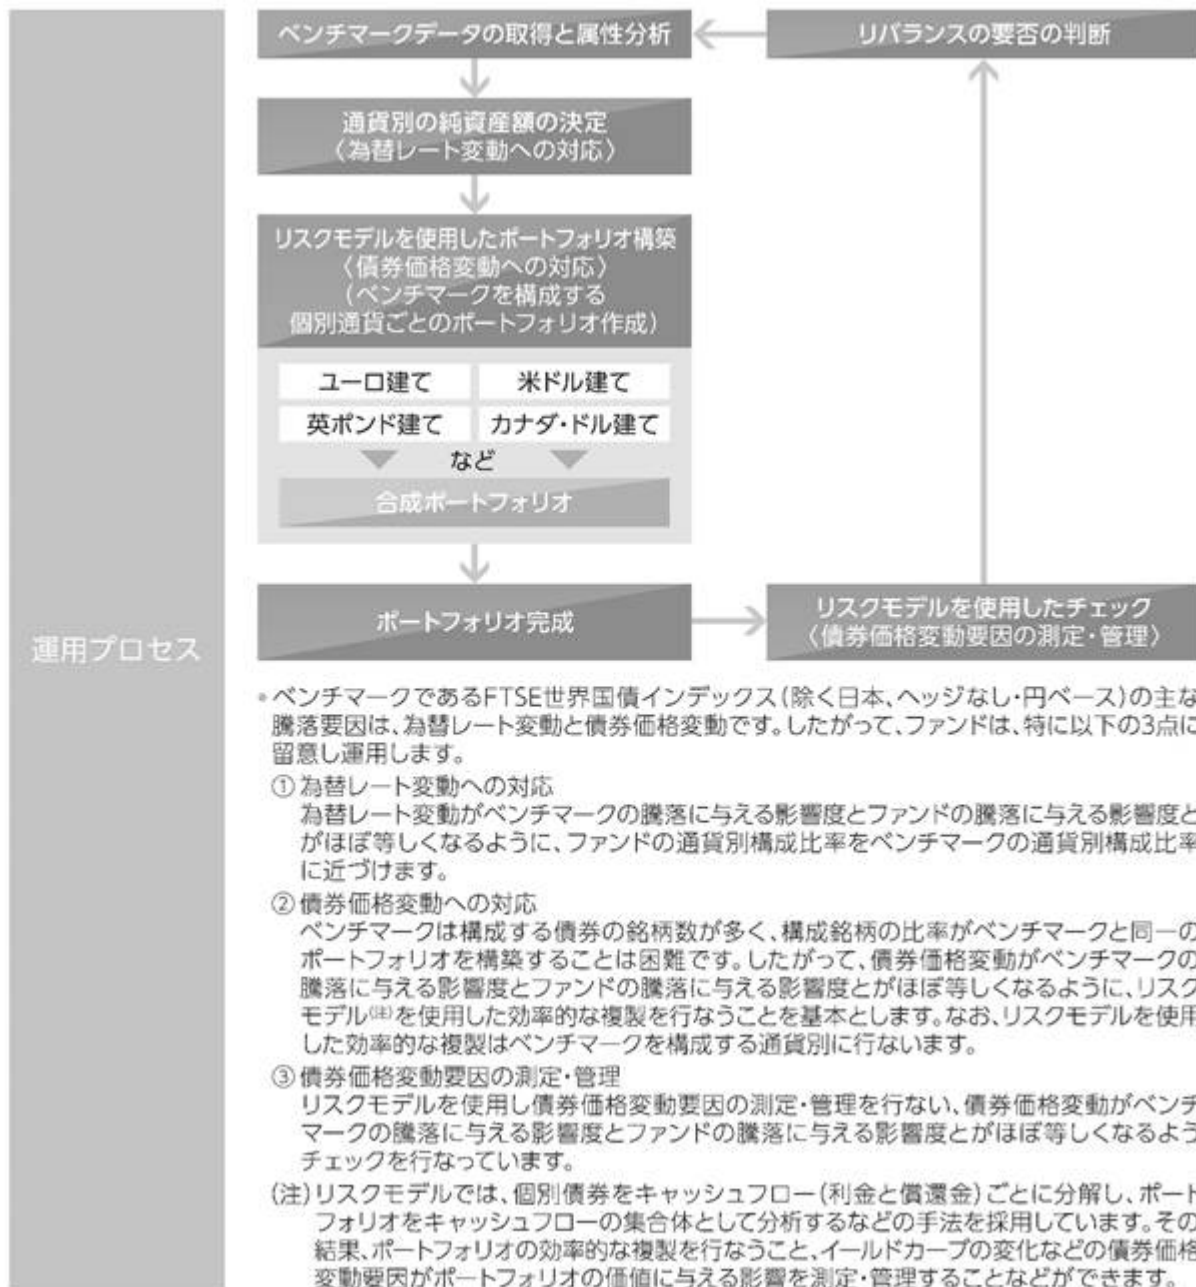 ベンチマークデータの取得と属性分析
リバランスの要否の判断
通貨別の純資産額の決定
〈為替レート変動への対応〉
リスクモデルを使用したポートフォリオ構築
〈債券価格変動への対応〉
(ベンチマークを構成する
個別通貨ごとのポートフォリオ作成)
ユーロ建て
米ドル建て
英ポンド建て
カナダ・ドル建て
など
合成ポートフォリオ
ポートフォリオ完成
リスクモデルを使用したチェック
〈債券価格変動要因の測定・管理〉
運用プロセス
●ベンチマークであるFTSE世界国債インデックス(除く日本、ヘッジなし・円ベース)の主な
騰落要因は、為替レート変動と債券価格変動です。したがって、ファンドは、特に以下の3点に
留意し運用します。
①為替レート変動への対応
為替レート変動がベンチマークの騰落に与える影響度とファンドの騰落に与える影響度と
がほぼ等しくなるように、ファンドの通貨別構成比率をベンチマークの通貨別構成比率
に近づけます。
②債券価格変動への対応
ベンチマークは構成する債券の銘柄数が多く、構成銘柄の比率がベンチマークと同一の
ポートフォリオを構築することは困難です。したがって、債券価格変動がベンチマークの
騰落に与える影響度とファンドの騰落に与える影響度とがほぼ等しくなるように、リスク
モデル(注)を使用した効率的な複製を行なうことを基本とします。なお、リスクモデルを使用
した効率的な複製はベンチマークを構成する通貨別に行ないます。
③債券価格変動要因の測定・管理
リスクモデルを使用し債券価格変動要因の測定・管理を行ない、債券価格変動がベンチ
マークの騰落に与える影響度とファンドの騰落に与える影響度とがほぼ等しくなるよう
チェックを行なっています。
(注)リスクモデルでは、個別債券をキャッシュフロー(利金と償還金)ごとに分解し、ポート
フォリオをキャッシュフローの集合体として分析するなどの手法を採用しています。その
結果、ポートフォリオの効率的な複製を行なうこと、イールドカーブの変化などの債券価格
変動要因がポートフォリオの価値に与える影響を測定・管理することなどができます。